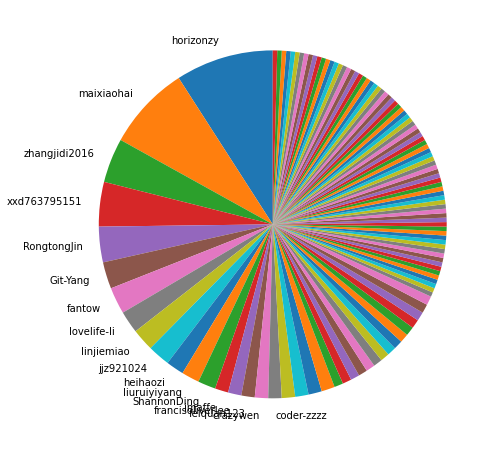 horizonzy
maixiaohai
zhangjidi2016
xxd763795151
RongtongJin
Git-Yang
fantow
lovelife-li
linjiemiao
jjz921024
heihaozi
liuruiyiyang
ShannonDing
francisoliverlee
crazywen
coder-zzzz